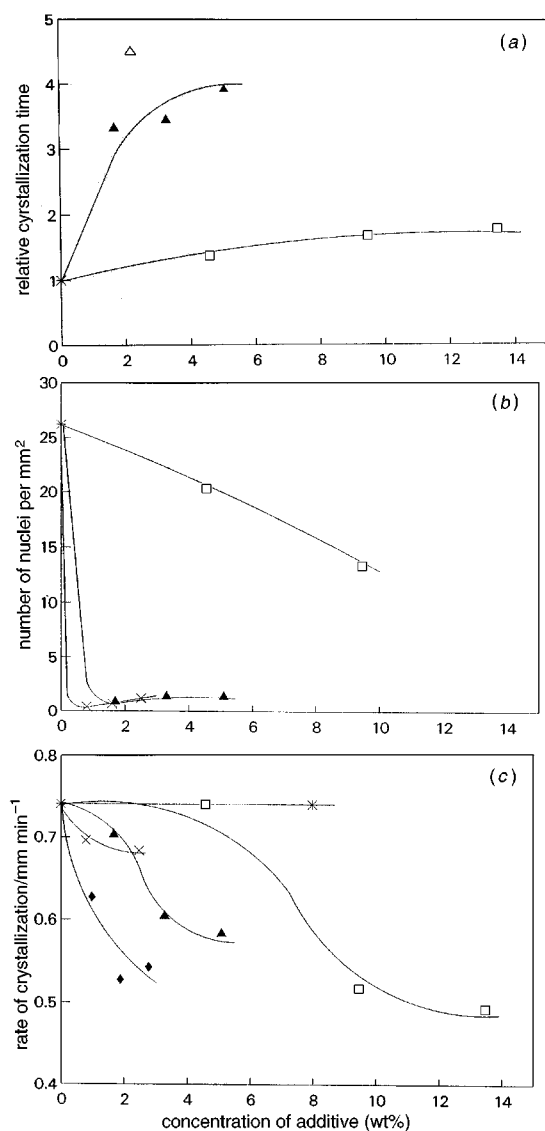 (a)
relative cyrstallization time
5
4
3
2
1
0
0 2 4 6 8 10 12 14
(b)
number of nuclei per mm²
30
25
20
15
10
5
0
0 2 4 6 8 10 12 14
(c)
rate of crystallization/mm min⁻¹
0.8
0.7
0.6
0.5
0.4
0 2 4 6 8 10 12 14
concentration of additive (wt%)